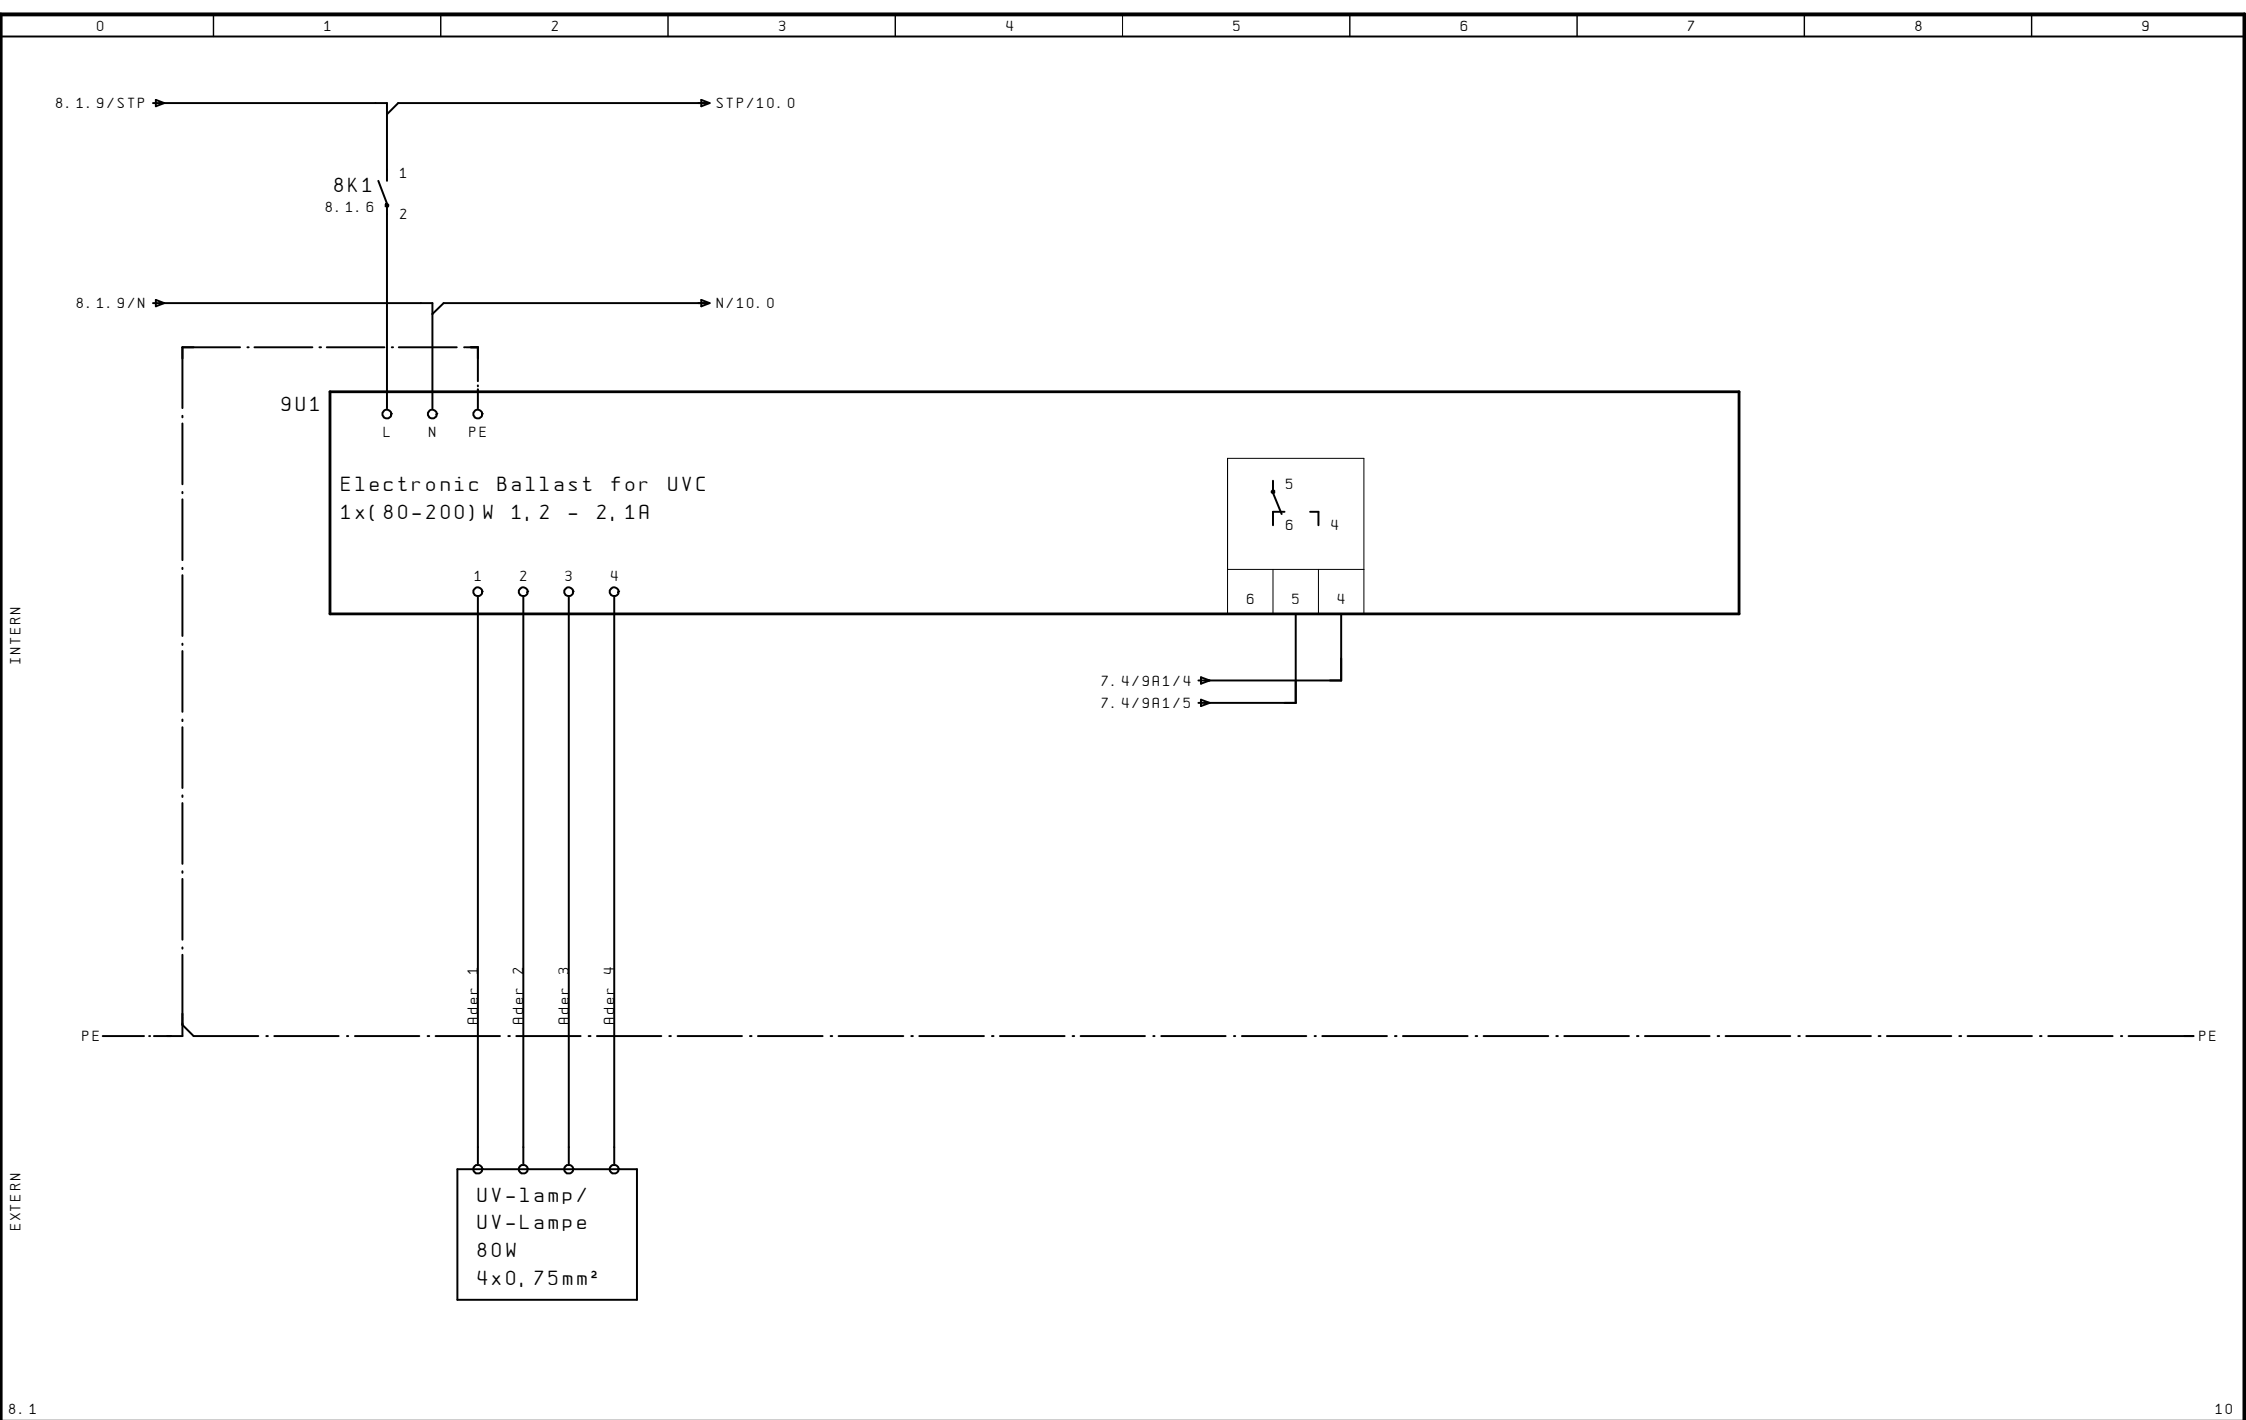 0 1 2 3 4 5 6 7 8 9
8.1.9/STP STP/10.0
1
8K1
8.1.6
2
8.1.9/N N/10.0
9U1
L N PE
Electronic Ballast for UVC
1x(80-200)W 1,2 - 2,1A
5
6 4
1 2 3 4
6 5 4
INTERN
7.4/9A1/4
7.4/9A1/5
Ader 1
Ader 2
Ader 3
Ader 4
PE PE
EXTERN
UV-lamp/
UV-Lampe
80W
4x0,75mm²
8.1 10